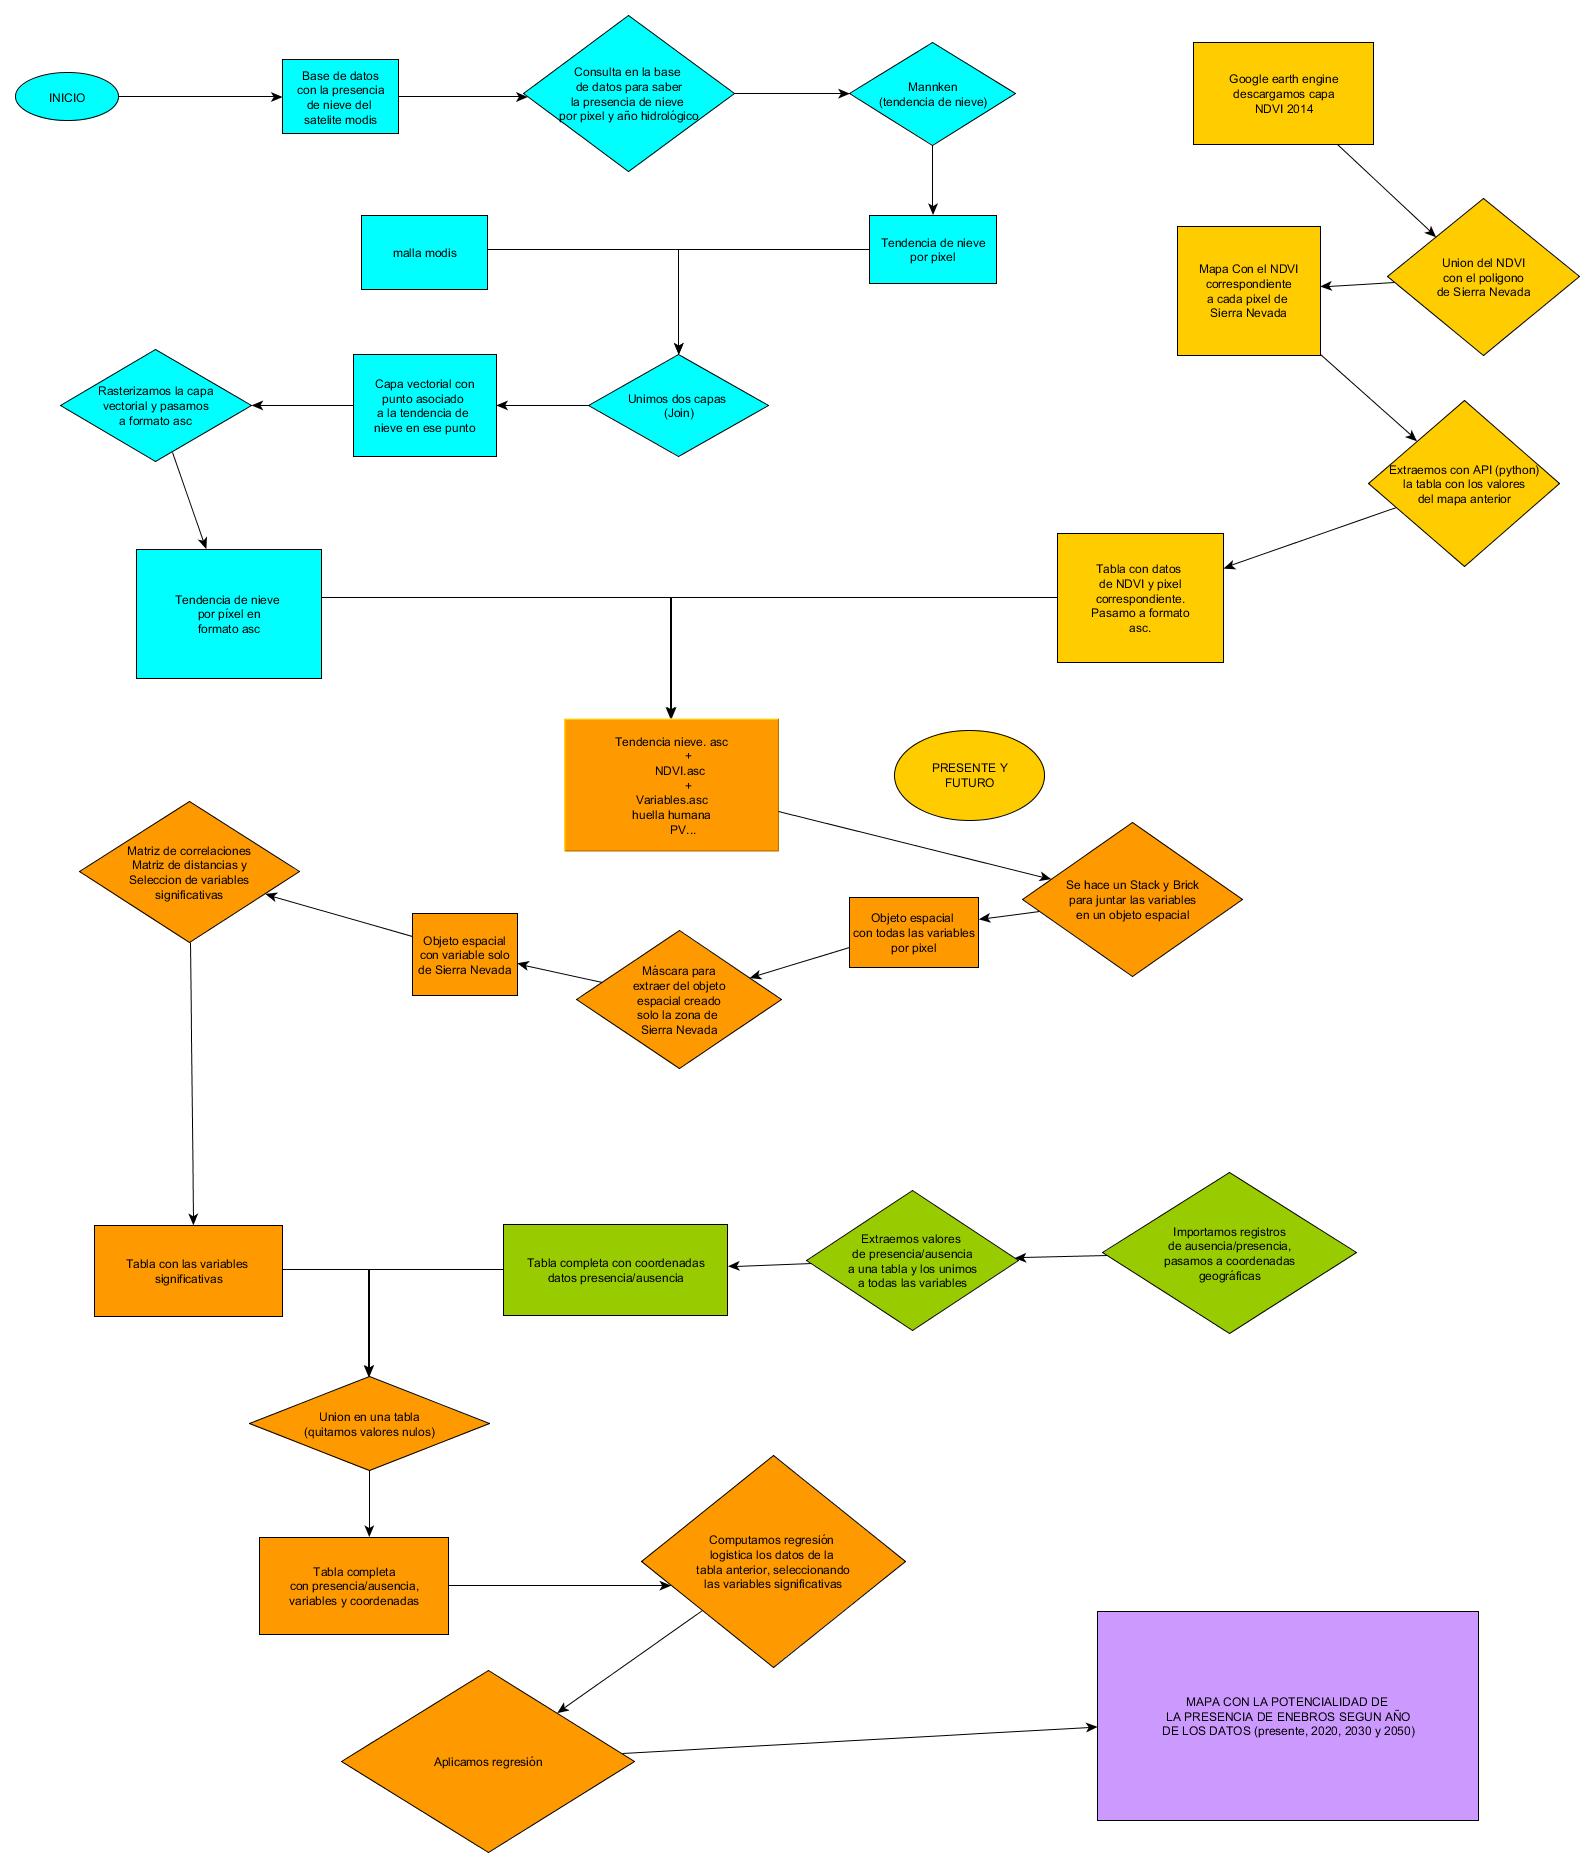 INICIO
Base de datos
con la presencia
de nieve del
satelite modis
Consulta en la base
de datos para saber
la presencia de nieve
por pixel y año hidrológico
Mannken
(tendencia de nieve)
Google earth engine
descargamos capa
NDVI 2014
malla modis
Tendencia de nieve
por pixel
Mapa Con el NDVI
correspondiente
a cada pixel de
Sierra Nevada
Union del NDVI
con el poligono
de Sierra Nevada
Rasterizamos la capa
vectorial y pasamos
a formato asc
Capa vectorial con
punto asociado
a la tendencia de
nieve en ese punto
Unimos dos capas
(Join)
Extraemos con API (python)
la tabla con los valores
del mapa anterior
Tendencia de nieve
por píxel en
formato asc
Tabla con datos
de NDVI y pixel
correspondiente.
Pasamo a formato
asc.
Tendencia nieve. asc
+
NDVI.asc
+
Variables.asc
huella humana
PV...
PRESENTE Y
FUTURO
Matriz de correlaciones
Matriz de distancias y
Seleccion de variables
significativas
Objeto espacial
con variable solo
de Sierra Nevada
Máscara para
extraer del objeto
espacial creado
solo la zona de
Sierra Nevada
Objeto espacial
con todas las variables
por pixel
Se hace un Stack y Brick
para juntar las variables
en un objeto espacial
Tabla con las variables
significativas
Tabla completa con coordenadas
datos presencia/ausencia
Extraemos valores
de presencia/ausencia
a una tabla y los unimos
a todas las variables
Importamos registros
de ausencia/presencia,
pasamos a coordenadas
geográficas
Union en una tabla
(quitamos valores nulos)
Tabla completa
con presencia/ausencia,
variables y coordenadas
Computamos regresión
logistica los datos de la
tabla anterior, seleccionando
las variables significativas
Aplicamos regresión
MAPA CON LA POTENCIALIDAD DE
LA PRESENCIA DE ENEBROS SEGUN AÑO
DE LOS DATOS (presente, 2020, 2030 y 2050)